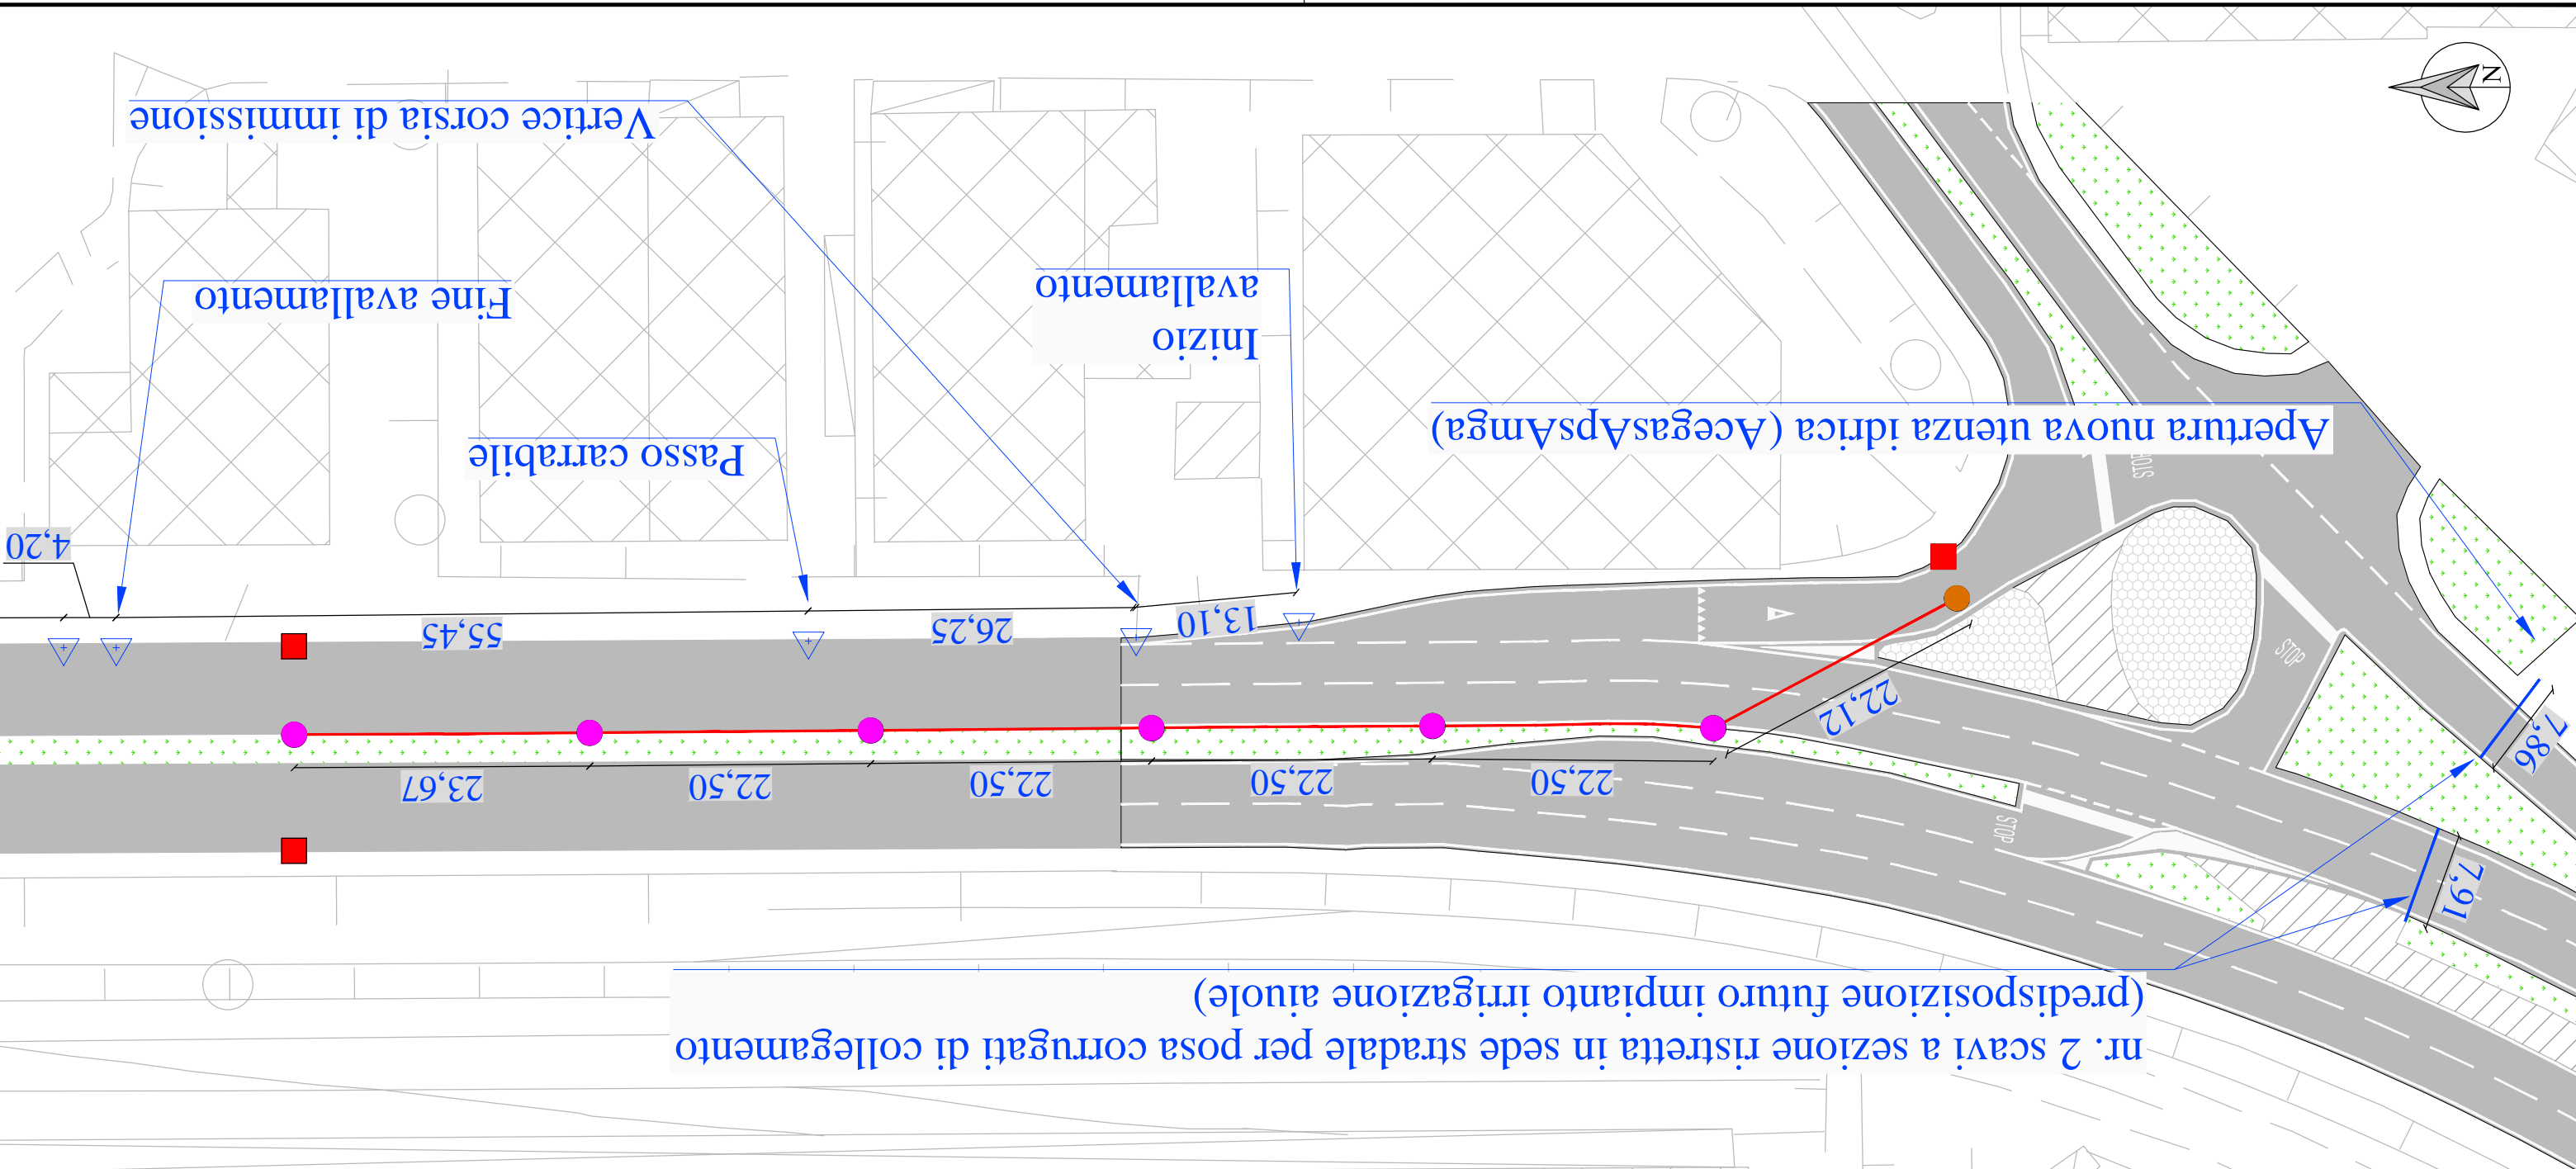 nr. 2 scavi a sezione ristretta in sede stradale per posa corrugati di collegamento
(predisposizione futuro impianto irrigazione aiuole)
7,91
7,86
STOP
STOP
22,50
22,50
22,50
22,50
23,67
22,12
13,10
26,25
55,45
4,20
Apertura nuova utenza idrica (AcegasApsAmga)
STOP
Passo carrabile
Inizio
avallamento
Fine avallamento
Vertice corsia di immissione
N